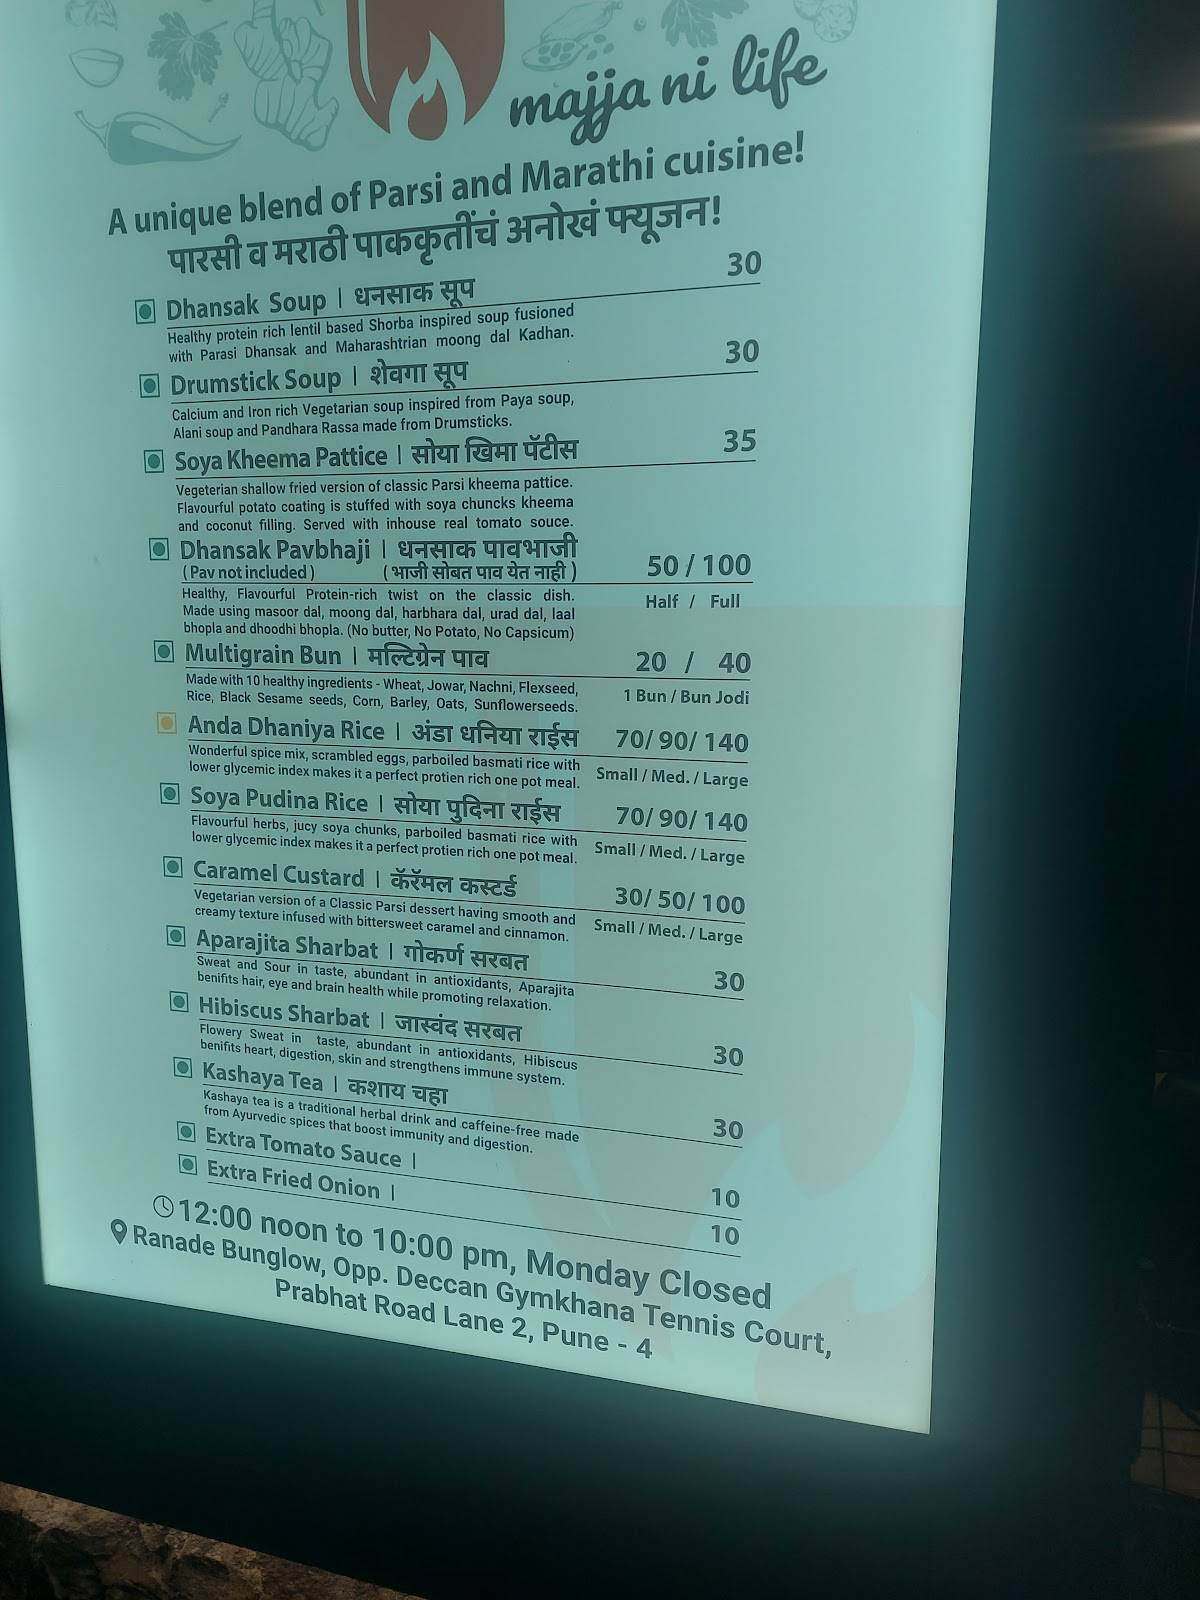 majja ni life
A unique blend of Parsi and Marathi cuisine!
पारसी व मराठी पाककृतींचं अनोखं फ्यूजन!
Dhansak Soup | धनसाक सूप 30
Healthy protein rich lentil based Shorba inspired soup fusioned
with Parasi Dhansak and Maharashtrian moong dal Kadhan.
Drumstick Soup | शेवगा सूप 30
Calcium and Iron rich Vegetarian soup inspired from Paya soup,
Alani soup and Pandhara Rassa made from Drumsticks.
Soya Kheema Pattice | सोया खिमा पॅटीस 35
Vegeterian shallow fried version of classic Parsi kheema pattice.
Flavourful potato coating is stuffed with soya chuncks kheema
and coconut filling. Served with inhouse real tomato souce.
Dhansak Pavbhaji | धनसाक पावभाजी 50 / 100
( Pav not included ) ( भाजी सोबत पाव येत नाही )
Half / Full
Healthy, Flavourful Protein-rich twist on the classic dish.
Made using masoor dal, moong dal, harbhara dal, urad dal, laal
bhopla and dhoodhi bhopla. (No butter, No Potato, No Capsicum)
Multigrain Bun | मल्टिग्रेन पाव 20 / 40
1 Bun / Bun Jodi
Made with 10 healthy ingredients - Wheat, Jowar, Nachni, Flexseed,
Rice, Black Sesame seeds, Corn, Barley, Oats, Sunflowerseeds.
Anda Dhaniya Rice | अंडा धनिया राईस 70/ 90/ 140
Small / Med. / Large
Wonderful spice mix, scrambled eggs, parboiled basmati rice with
lower glycemic index makes it a perfect protien rich one pot meal.
Soya Pudina Rice | सोया पुदिना राईस 70/ 90/ 140
Small / Med. / Large
Flavourful herbs, jucy soya chunks, parboiled basmati rice with
lower glycemic index makes it a perfect protien rich one pot meal.
Caramel Custard | कॅरॅमल कस्टर्ड 30/ 50/ 100
Small / Med. / Large
Vegetarian version of a Classic Parsi dessert having smooth and
creamy texture infused with bittersweet caramel and cinnamon.
Aparajita Sharbat | गोकर्ण सरबत 30
Sweat and Sour in taste, abundant in antioxidants, Aparajita
benifits hair, eye and brain health while promoting relaxation.
Hibiscus Sharbat | जास्वंद सरबत 30
Flowery Sweat in taste, abundant in antioxidants, Hibiscus
benifits heart, digestion, skin and strengthens immune system.
Kashaya Tea | कशाय चहा 30
Kashaya tea is a traditional herbal drink and caffeine-free made
from Ayurvedic spices that boost immunity and digestion.
Extra Tomato Sauce | 10
Extra Fried Onion | 10
12:00 noon to 10:00 pm, Monday Closed
Ranade Bunglow, Opp. Deccan Gymkhana Tennis Court,
Prabhat Road Lane 2, Pune - 4